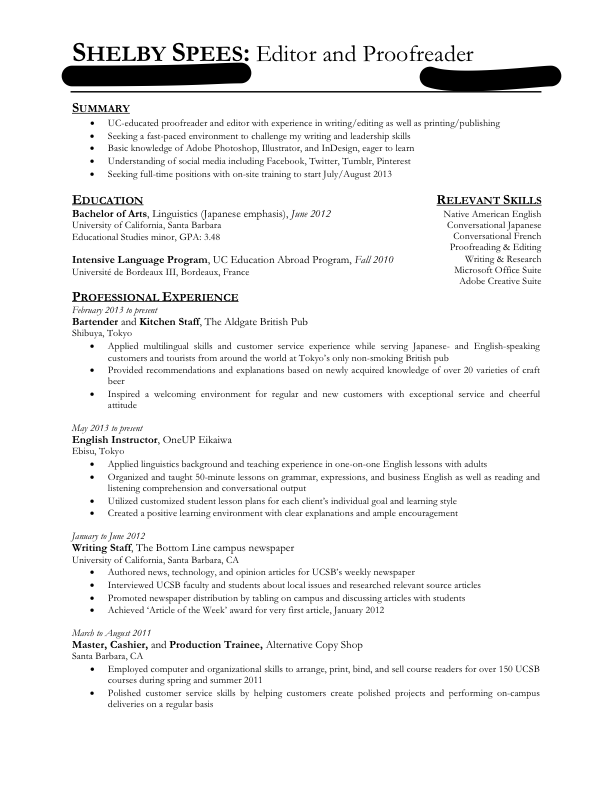 SHELBY SPEES: Editor and Proofreader
SUMMARY
• UC-educated proofreader and editor with experience in writing/editing as well as printing/publishing
• Seeking a fast-paced environment to challenge my writing and leadership skills
• Basic knowledge of Adobe Photoshop, Illustrator, and InDesign, eager to learn
• Understanding of social media including Facebook, Twitter, Tumblr, Pinterest
• Seeking full-time positions with on-site training to start July/August 2013
EDUCATION
Bachelor of Arts, Linguistics (Japanese emphasis), June 2012
University of California, Santa Barbara
Educational Studies minor, GPA: 3.48
Intensive Language Program, UC Education Abroad Program, Fall 2010
Université de Bordeaux III, Bordeaux, France
RELEVANT SKILLS
Native American English
Conversational Japanese
Conversational French
Proofreading & Editing
Writing & Research
Microsoft Office Suite
Adobe Creative Suite
PROFESSIONAL EXPERIENCE
February 2013 to present
Bartender and Kitchen Staff, The Aldgate British Pub
Shibuya, Tokyo
• Applied multilingual skills and customer service experience while serving Japanese- and English-speaking
customers and tourists from around the world at Tokyo's only non-smoking British pub
• Provided recommendations and explanations based on newly acquired knowledge of over 20 varieties of craft
beer
• Inspired a welcoming environment for regular and new customers with exceptional service and cheerful
attitude
May 2013 to present
English Instructor, OneUP Eikaiwa
Ebisu, Tokyo
• Applied linguistics background and teaching experience in one-on-one English lessons with adults
• Organized and taught 50-minute lessons on grammar, expressions, and business English as well as reading and
listening comprehension and conversational output
• Utilized customized student lesson plans for each client's individual goal and learning style
• Created a positive learning environment with clear explanations and ample encouragement
January to June 2012
Writing Staff, The Bottom Line campus newspaper
University of California, Santa Barbara, CA
• Authored news, technology, and opinion articles for UCSB's weekly newspaper
• Interviewed UCSB faculty and students about local issues and researched relevant source articles
• Promoted newspaper distribution by tabling on campus and discussing articles with students
• Achieved 'Article of the Week' award for very first article, January 2012
March to August 2011
Master, Cashier, and Production Trainee, Alternative Copy Shop
Santa Barbara, CA
• Employed computer and organizational skills to arrange, print, bind, and sell course readers for over 150 UCSB
courses during spring and summer 2011
• Polished customer service skills by helping customers create polished projects and performing on-campus
deliveries on a regular basis